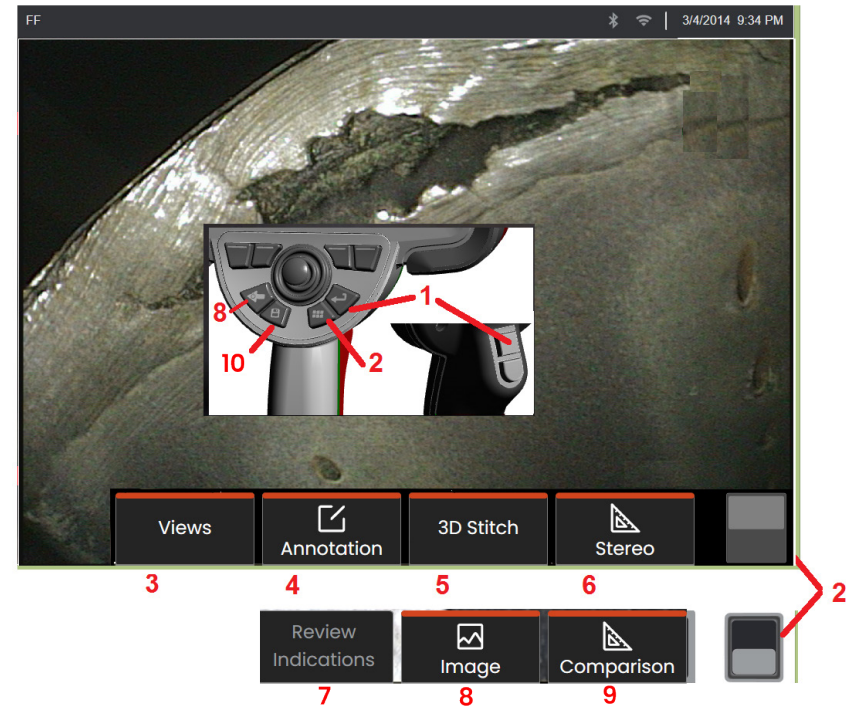 FF
3/4/2014 9:34 PM
1
8
10
2
Views
Annotation
3D Stitch
Stereo
3
4
5
6
2
Review
Indications
Image
Comparison
7
8
9